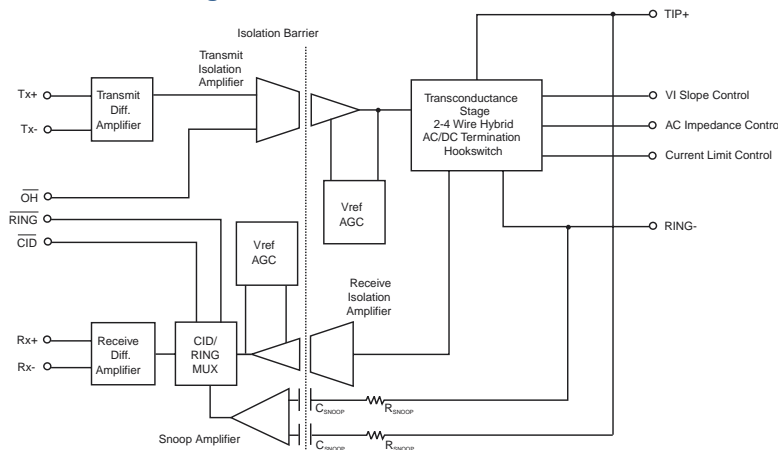 TIP+
Isolation Barrier
Transmit
Isolation
Amplifier
Tx+
Tx-
Transmit
Diff.
Amplifier
Transconductance
Stage
2-4 Wire Hybrid
AC/DC Termination
Hookswitch
VI Slope Control
AC Impedance Control
Current Limit Control
OH
RING
CID
Vref
AGC
Vref
AGC
RING-
Receive
Isolation
Amplifier
Rx+
Rx-
Receive
Diff.
Amplifier
CID/
RING
MUX
CSNOOP
RSNOOP
Snoop Amplifier
CSNOOP
RSNOOP